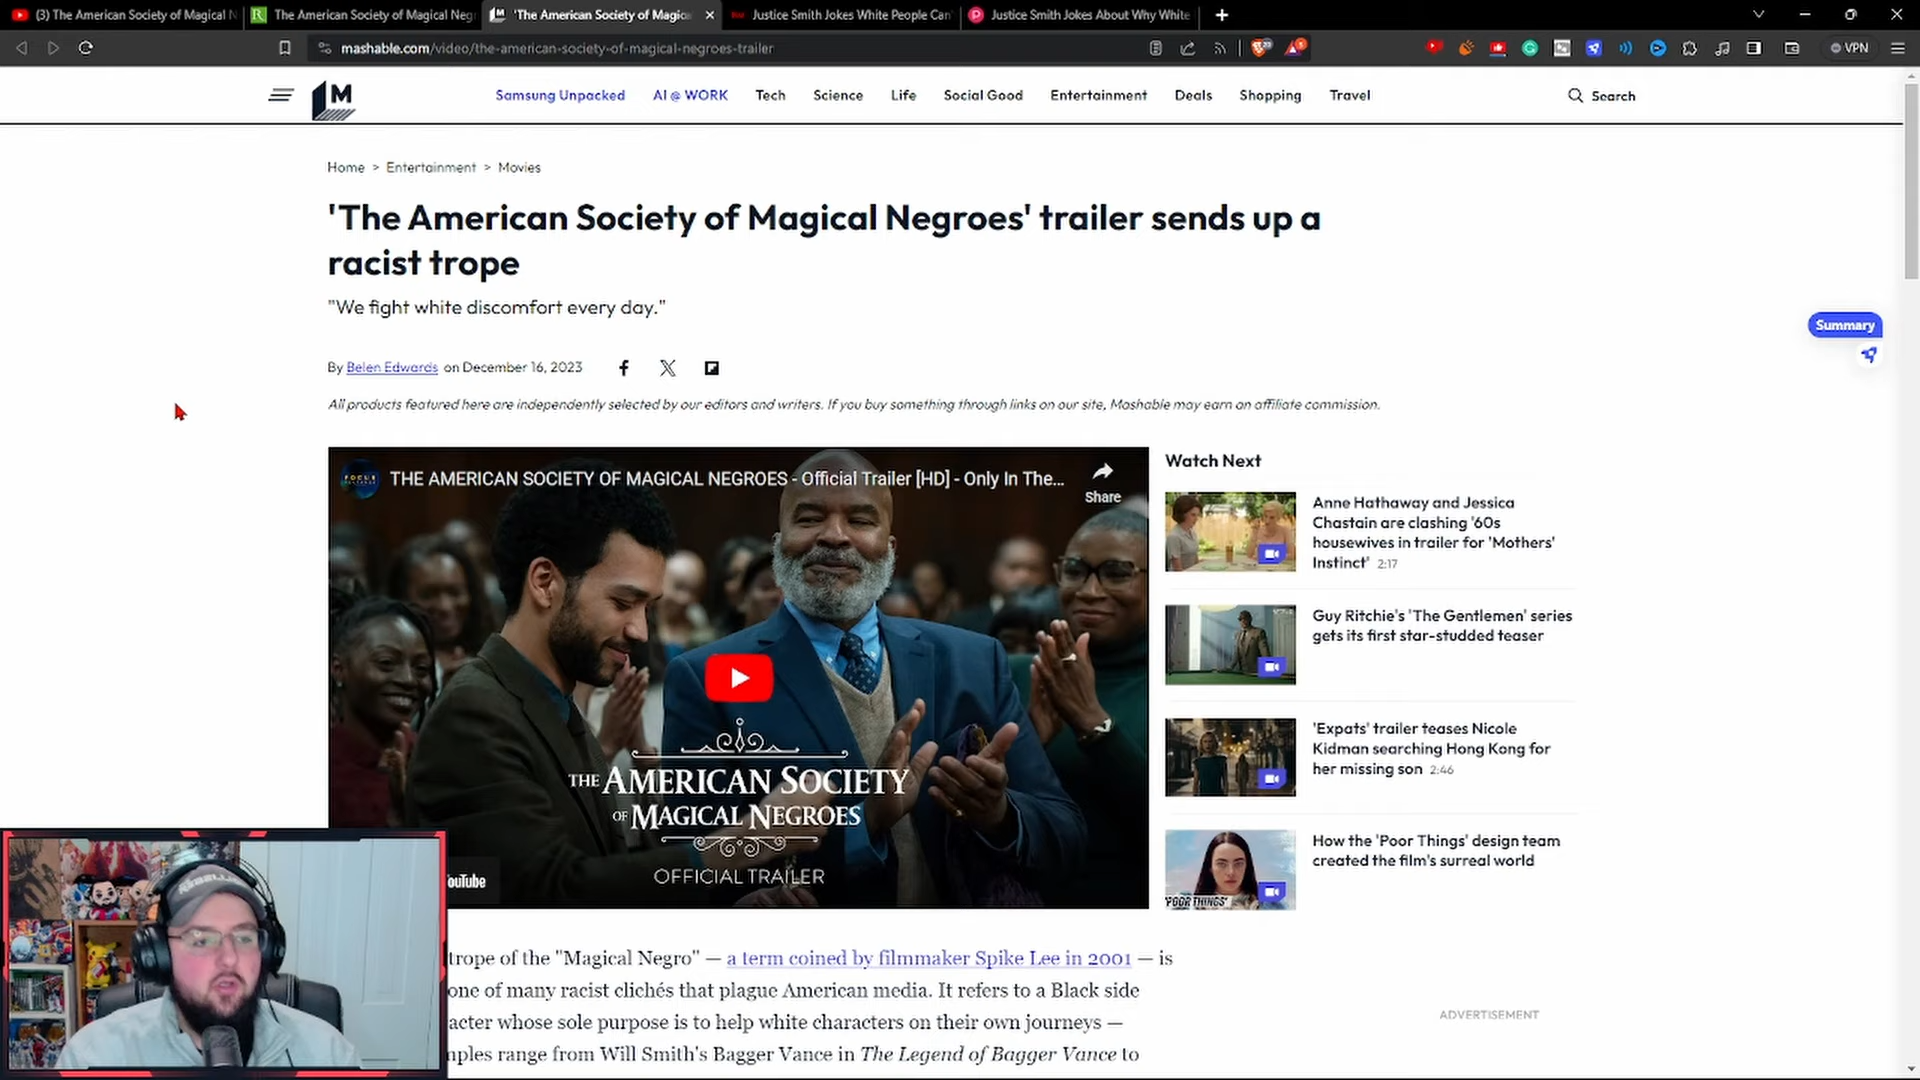 (3) The American Society of Magical N
The American Society of Magical Neg
'The American Society of Magica
Justice Smith Jokes White People Can'
Justice Smith Jokes About Why White
mashable.com/video/the-american-society-of-magical-negroes-trailer
VPN
M
Samsung Unpacked
AI @ WORK
Tech
Science
Life
Social Good
Entertainment
Deals
Shopping
Travel
Search
Home > Entertainment > Movies
'The American Society of Magical Negroes' trailer sends up a
racist trope
"We fight white discomfort every day."
Summary
By Belen Edwards on December 16, 2023
All products featured here are independently selected by our editors and writers. If you buy something through links on our site, Mashable may earn an affiliate commission.
FOCUS
THE AMERICAN SOCIETY OF MAGICAL NEGROES - Official Trailer [HD] - Only In The...
Share
THE AMERICAN SOCIETY
OF MAGICAL NEGROES
OFFICIAL TRAILER
ouTube
Watch Next
Anne Hathaway and Jessica
Chastain are clashing '60s
housewives in trailer for 'Mothers'
Instinct' 2:17
Guy Ritchie's 'The Gentlemen' series
gets its first star-studded teaser
'Expats' trailer teases Nicole
Kidman searching Hong Kong for
her missing son 2:46
How the 'Poor Things' design team
created the film's surreal world
'POOR THINGS'
trope of the "Magical Negro" — a term coined by filmmaker Spike Lee in 2001 — is
one of many racist clichés that plague American media. It refers to a Black side
acter whose sole purpose is to help white characters on their own journeys —
mples range from Will Smith's Bagger Vance in The Legend of Bagger Vance to
ADVERTISEMENT